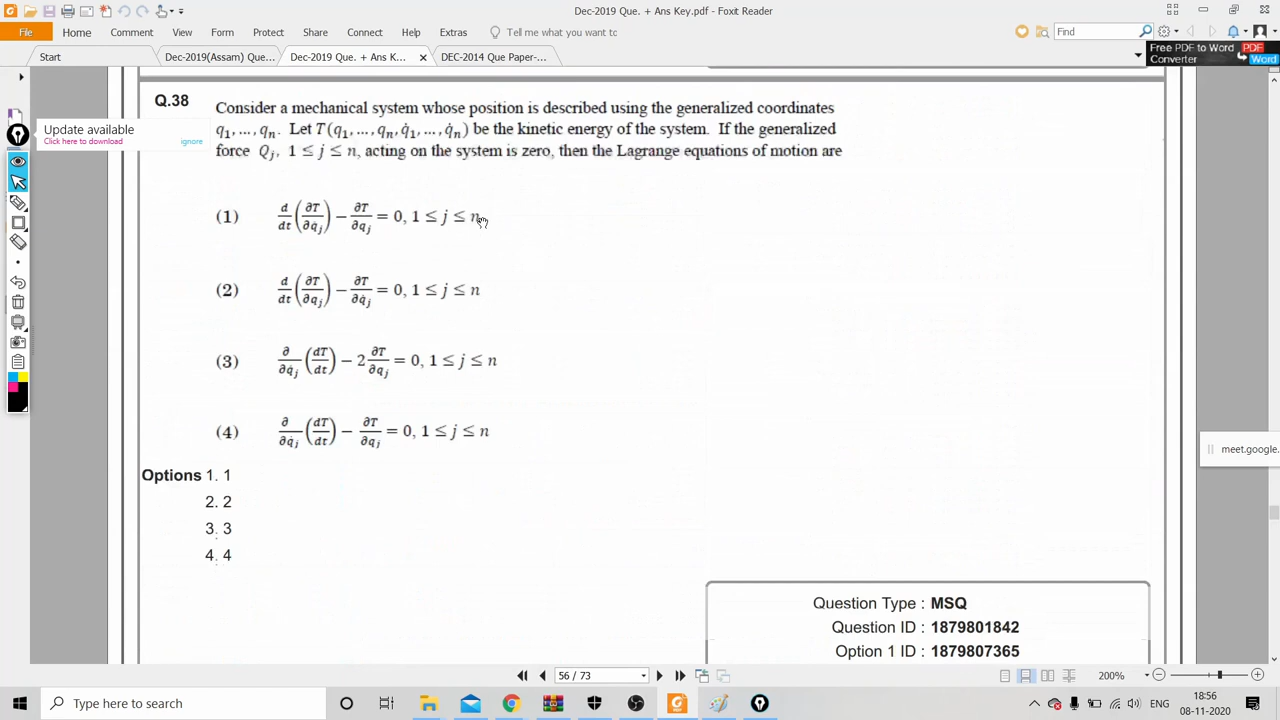 Dec-2019 Que. + Ans Key.pdf - Foxit Reader
File Home Comment View Form Protect Share Connect Help Extras Tell me what you want to Find
Start Dec-2019(Assam) Que... Dec-2019 Que. + Ans K... DEC-2014 Que Paper-...
Free PDF to Word
Converter
PDF
Word
Update available
Click here to download ignore
Q.38
Consider a mechanical system whose position is described using the generalized coordinates
q₁, ..., qₙ. Let T(q₁, ..., qₙ, q̇₁, ..., q̇ₙ) be the kinetic energy of the system. If the generalized
force Qⱼ, 1 ≤ j ≤ n, acting on the system is zero, then the Lagrange equations of motion are
(1) d/dt (∂T/∂q̇ⱼ) − ∂T/∂qⱼ = 0, 1 ≤ j ≤ n
(2) d/dt (∂T/∂qⱼ) − ∂T/∂q̇ⱼ = 0, 1 ≤ j ≤ n
(3) ∂/∂q̇ⱼ (dT/dt) − 2 ∂T/∂qⱼ = 0, 1 ≤ j ≤ n
(4) ∂/∂q̇ⱼ (dT/dt) − ∂T/∂qⱼ = 0, 1 ≤ j ≤ n
Options 1. 1
2. 2
3. 3
4. 4
meet.google.
Question Type : MSQ
Question ID : 1879801842
Option 1 ID : 1879807365
56 / 73 200%
Type here to search
ENG
18:56
08-11-2020